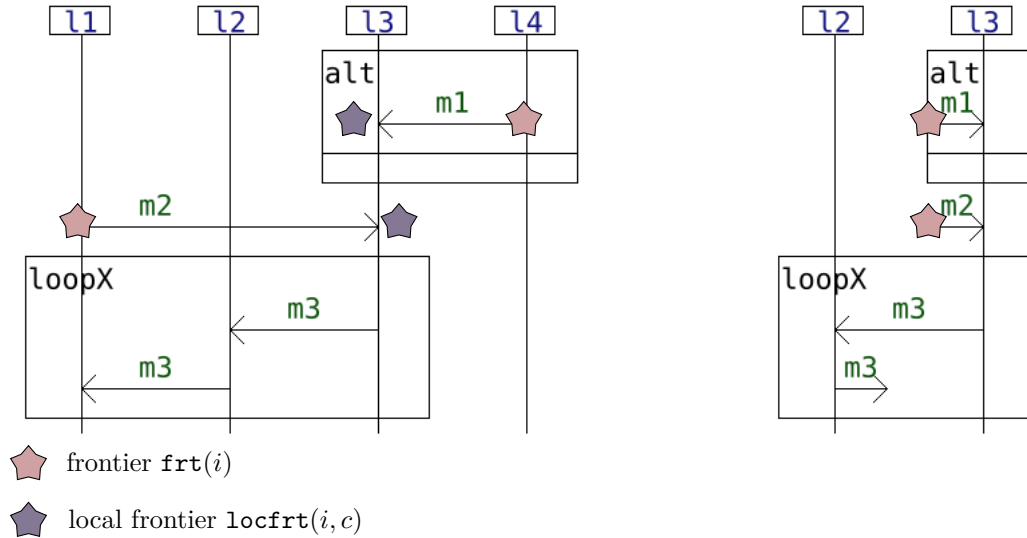 l1 l2 l3 l4
alt
m1
m2
loopX
m3
m3
frontier frt(i)
local frontier locfrt(i, c)
l2 l3
alt
m1
m2
loopX
m3
m3